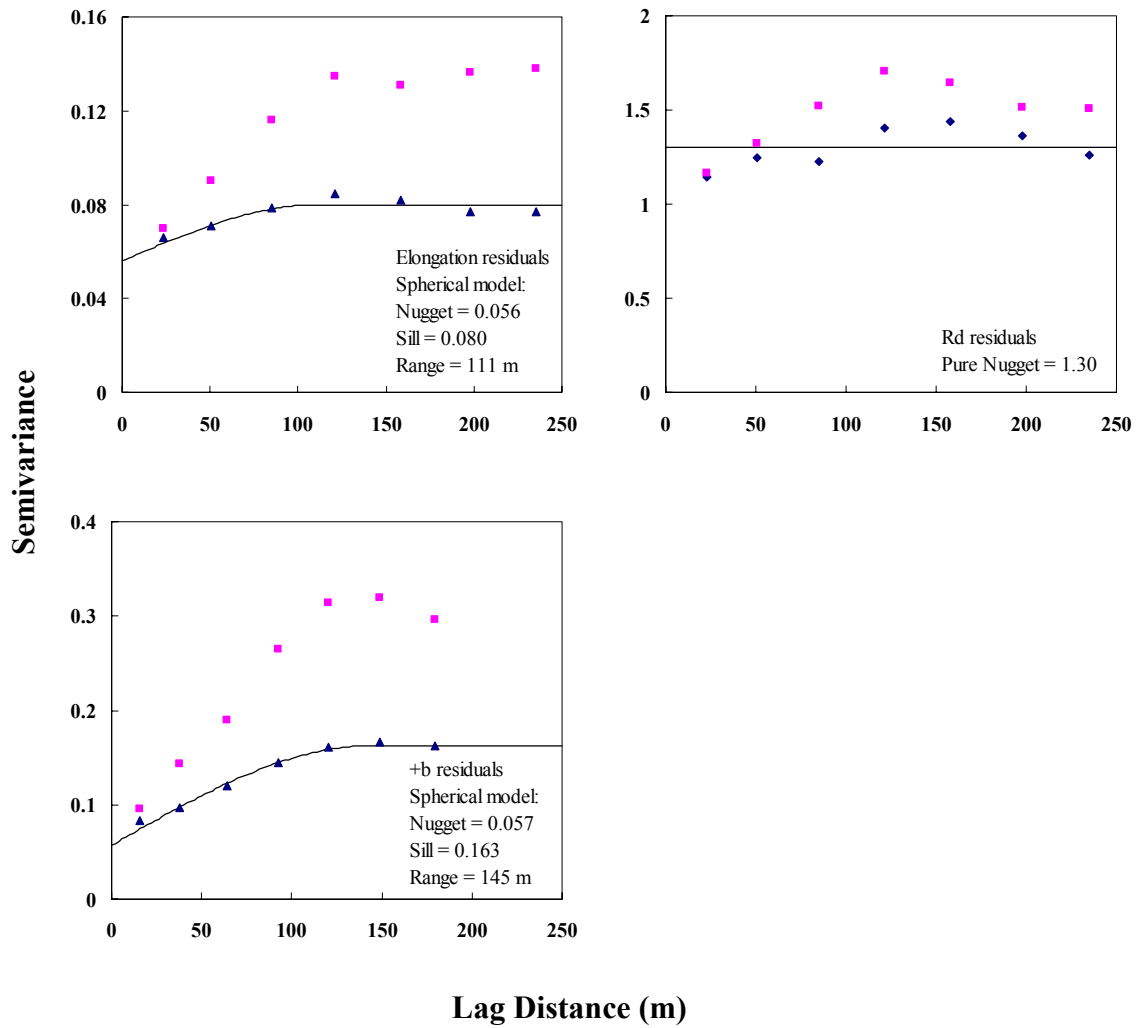 0.16
0.12
0.08
0.04
0
0 50 100 150 200 250
Elongation residuals
Spherical model:
Nugget = 0.056
Sill = 0.080
Range = 111 m
2
1.5
1
0.5
0
0 50 100 150 200 250
Rd residuals
Pure Nugget = 1.30
Semivariance
0.4
0.3
0.2
0.1
0
0 50 100 150 200 250
+b residuals
Spherical model:
Nugget = 0.057
Sill = 0.163
Range = 145 m
Lag Distance (m)